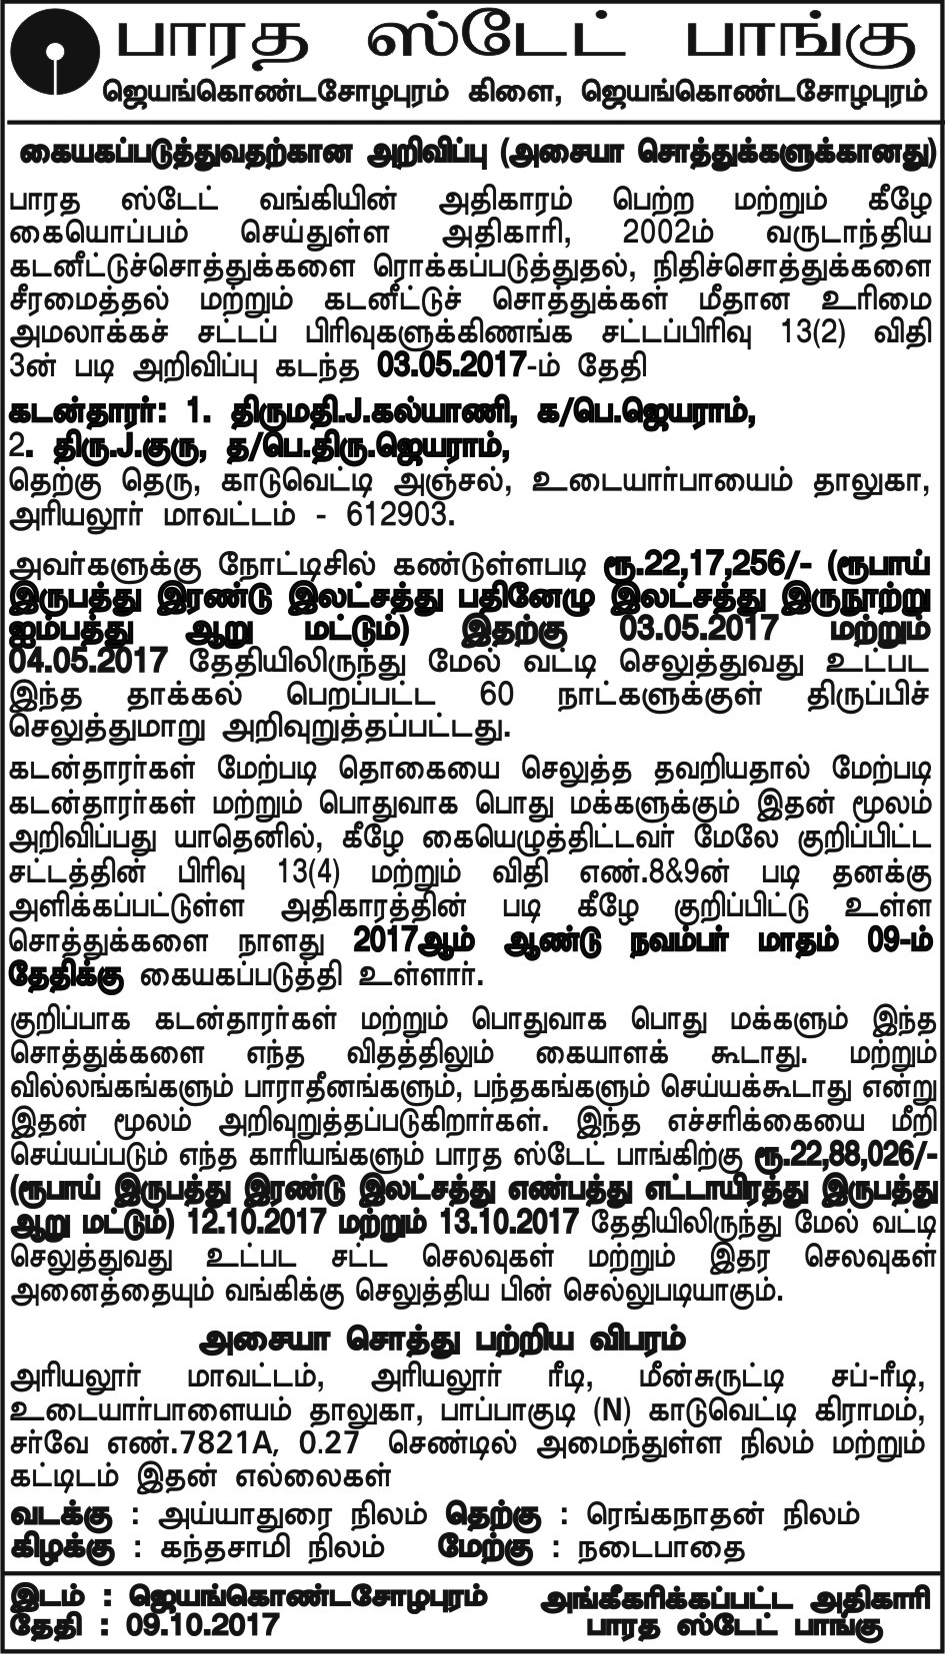 பாரத ஸ்டேட் பாங்கு
ஜெயங்கொண்டசோழபுரம் கிளை, ஜெயங்கொண்டசோழபுரம்
கையகப்படுத்துவதற்கான அறிவிப்பு (அசையா சொத்துக்களுக்கானது)
பாரத ஸ்டேட் வங்கியின் அதிகாரம் பெற்ற மற்றும் கீழே
கையொப்பம் செய்துள்ள அதிகாரி, 2002ம் வருடாந்திய
கடனீட்டுச்சொத்துக்களை ரொக்கப்படுத்துதல், நிதிச்சொத்துக்களை
சீரமைத்தல் மற்றும் கடனீட்டுச் சொத்துக்கள் மீதான உரிமை
அமலாக்கச் சட்டப் பிரிவுகளுக்கிணங்க சட்டப்பிரிவு 13(2) விதி
3ன் படி அறிவிப்பு கடந்த 03.05.2017-ம் தேதி
கடன்தாரர்: 1. திருமதி.J.கல்யாணி, க/பெ.ஜெயராம்,
2. திரு.J.குரு, த/பெ.திரு.ஜெயராம்,
தெற்கு தெரு, காடுவெட்டி அஞ்சல், உடையார்பாயைம் தாலுகா,
அரியலூர் மாவட்டம் - 612903.
அவர்களுக்கு நோட்டிசில் கண்டுள்ளபடி ரூ.22,17,256/- (ரூபாய்
இருபத்து இரண்டு இலட்சத்து பதினேழு இலட்சத்து இருநூற்று
ஐம்பத்து ஆறு மட்டும்) இதற்கு 03.05.2017 மற்றும்
04.05.2017 தேதியிலிருந்து மேல் வட்டி செலுத்துவது உட்பட
இந்த தாக்கல் பெறப்பட்ட 60 நாட்களுக்குள் திருப்பிச்
செலுத்துமாறு அறிவுறுத்தப்பட்டது.
கடன்தாரர்கள் மேற்படி தொகையை செலுத்த தவறியதால் மேற்படி
கடன்தாரர்கள் மற்றும் பொதுவாக பொது மக்களுக்கும் இதன் மூலம்
அறிவிப்பது யாதெனில், கீழே கையெழுத்திட்டவர் மேலே குறிப்பிட்ட
சட்டத்தின் பிரிவு 13(4) மற்றும் விதி எண்.8&9ன் படி தனக்கு
அளிக்கப்பட்டுள்ள அதிகாரத்தின் படி கீழே குறிப்பிட்டு உள்ள
சொத்துக்களை நாளது 2017ஆம் ஆண்டு நவம்பர் மாதம் 09-ம்
தேதிக்கு கையகப்படுத்தி உள்ளார்.
குறிப்பாக கடன்தாரர்கள் மற்றும் பொதுவாக பொது மக்களும் இந்த
சொத்துக்களை எந்த விதத்திலும் கையாளக் கூடாது. மற்றும்
வில்லங்கங்களும் பாராதீனங்களும், பந்தகங்களும் செய்யக்கூடாது என்று
இதன் மூலம் அறிவுறுத்தப்படுகிறார்கள். இந்த எச்சரிக்கையை மீறி
செய்யப்படும் எந்த காரியங்களும் பாரத ஸ்டேட் பாங்கிற்கு ரூ.22,88,026/-
(ரூபாய் இருபத்து இரண்டு இலட்சத்து எண்பத்து எட்டாயிரத்து இருபத்து
ஆறு மட்டும்) 12.10.2017 மற்றும் 13.10.2017 தேதியிலிருந்து மேல் வட்டி
செலுத்துவது உட்பட சட்ட செலவுகள் மற்றும் இதர செலவுகள்
அனைத்தையும் வங்கிக்கு செலுத்திய பின் செல்லுபடியாகும்.
அசையா சொத்து பற்றிய விபரம்
அரியலூர் மாவட்டம், அரியலூர் ரீடி, மீன்சுருட்டி சப்-ரீடி,
உடையார்பாளையம் தாலுகா, பாப்பாகுடி (N) காடுவெட்டி கிராமம்,
சர்வே எண்.7821A, 0.27 செண்டில் அமைந்துள்ள நிலம் மற்றும்
கட்டிடம் இதன் எல்லைகள்
வடக்கு : அய்யாதுரை நிலம் தெற்கு : ரெங்கநாதன் நிலம்
கிழக்கு : கந்தசாமி நிலம் மேற்கு : நடைபாதை
இடம் : ஜெயங்கொண்டசோழபுரம் அங்கீகரிக்கப்பட்ட அதிகாரி
தேதி : 09.10.2017 பாரத ஸ்டேட் பாங்கு